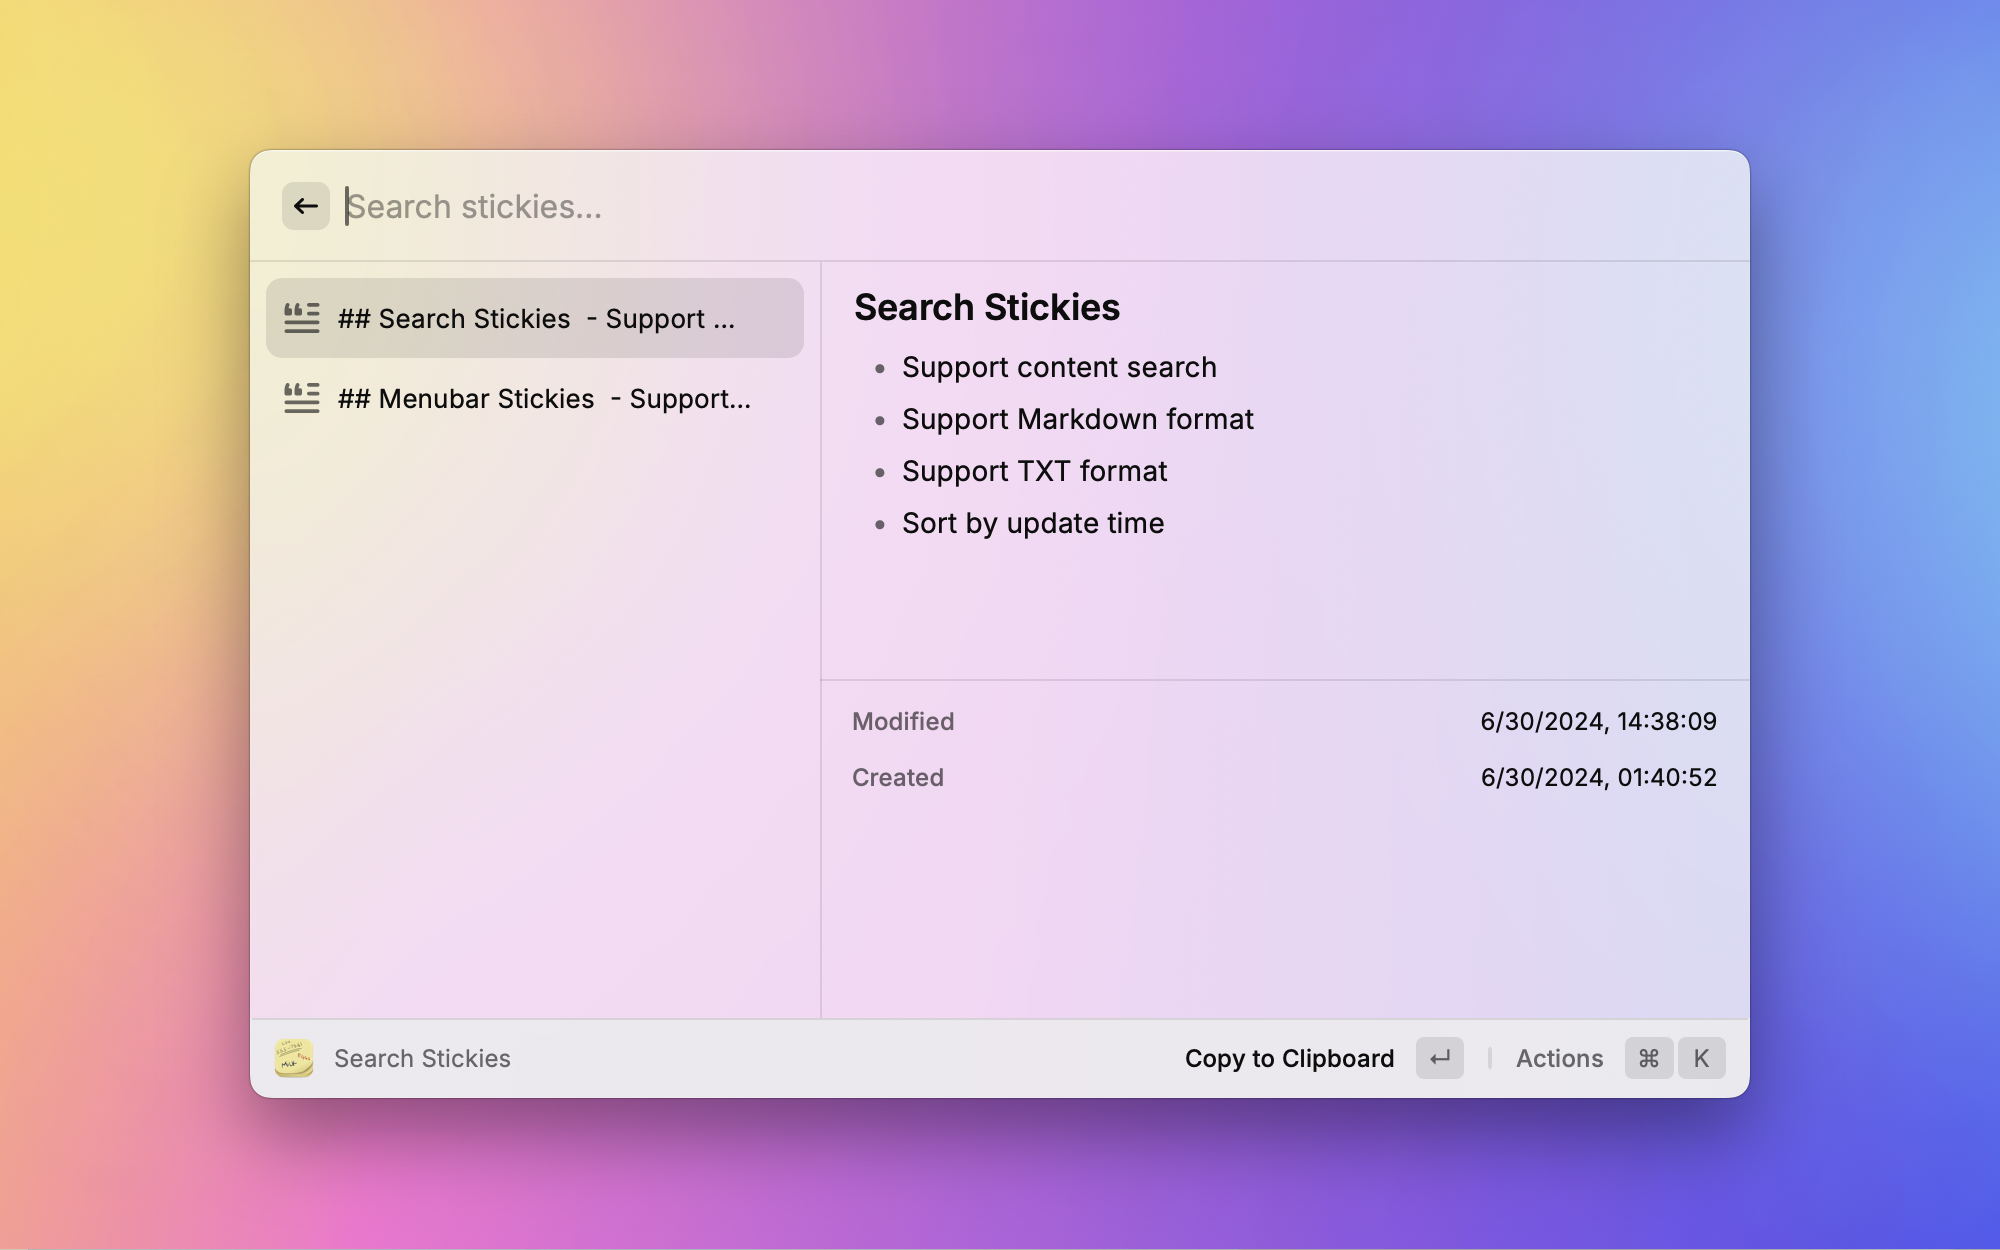 Search stickies...
## Search Stickies  - Support ...
## Menubar Stickies  - Support...
Search Stickies
• Support content search
• Support Markdown format
• Support TXT format
• Sort by update time
Modified 6/30/2024, 14:38:09
Created 6/30/2024, 01:40:52
Search Stickies Copy to Clipboard ↵ Actions ⌘ K